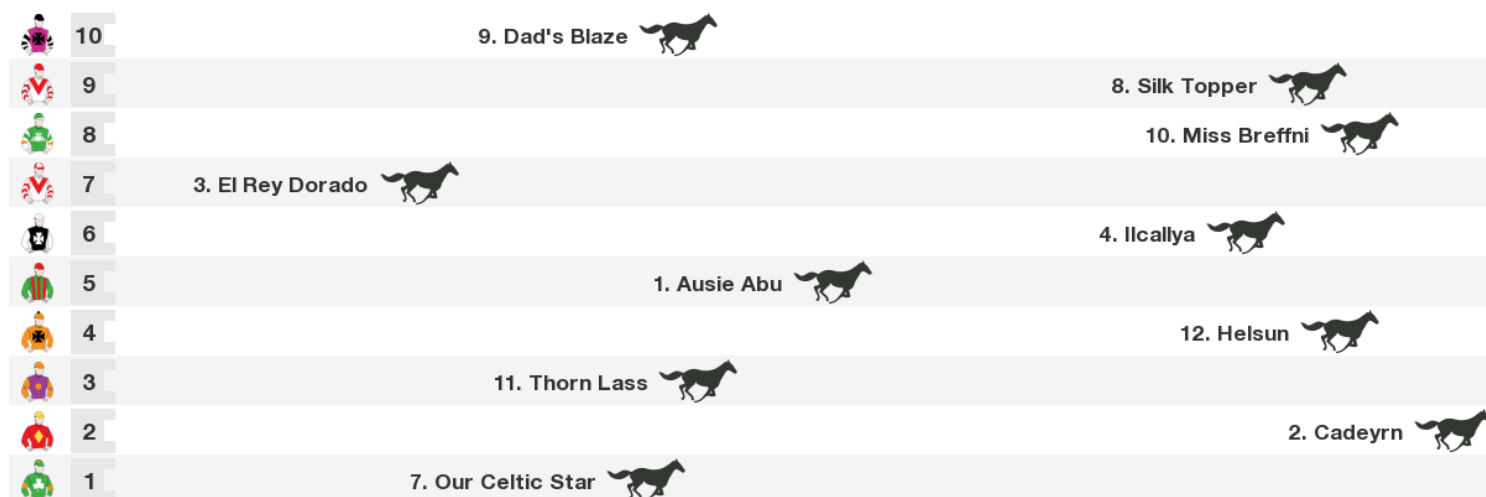 10 9. Dad's Blaze
9 8. Silk Topper
8 10. Miss Breffni
7 3. El Rey Dorado
6 4. Ilcallya
5 1. Ausie Abu
4 12. Helsun
3 11. Thorn Lass
2 2. Cadeyrn
1 7. Our Celtic Star